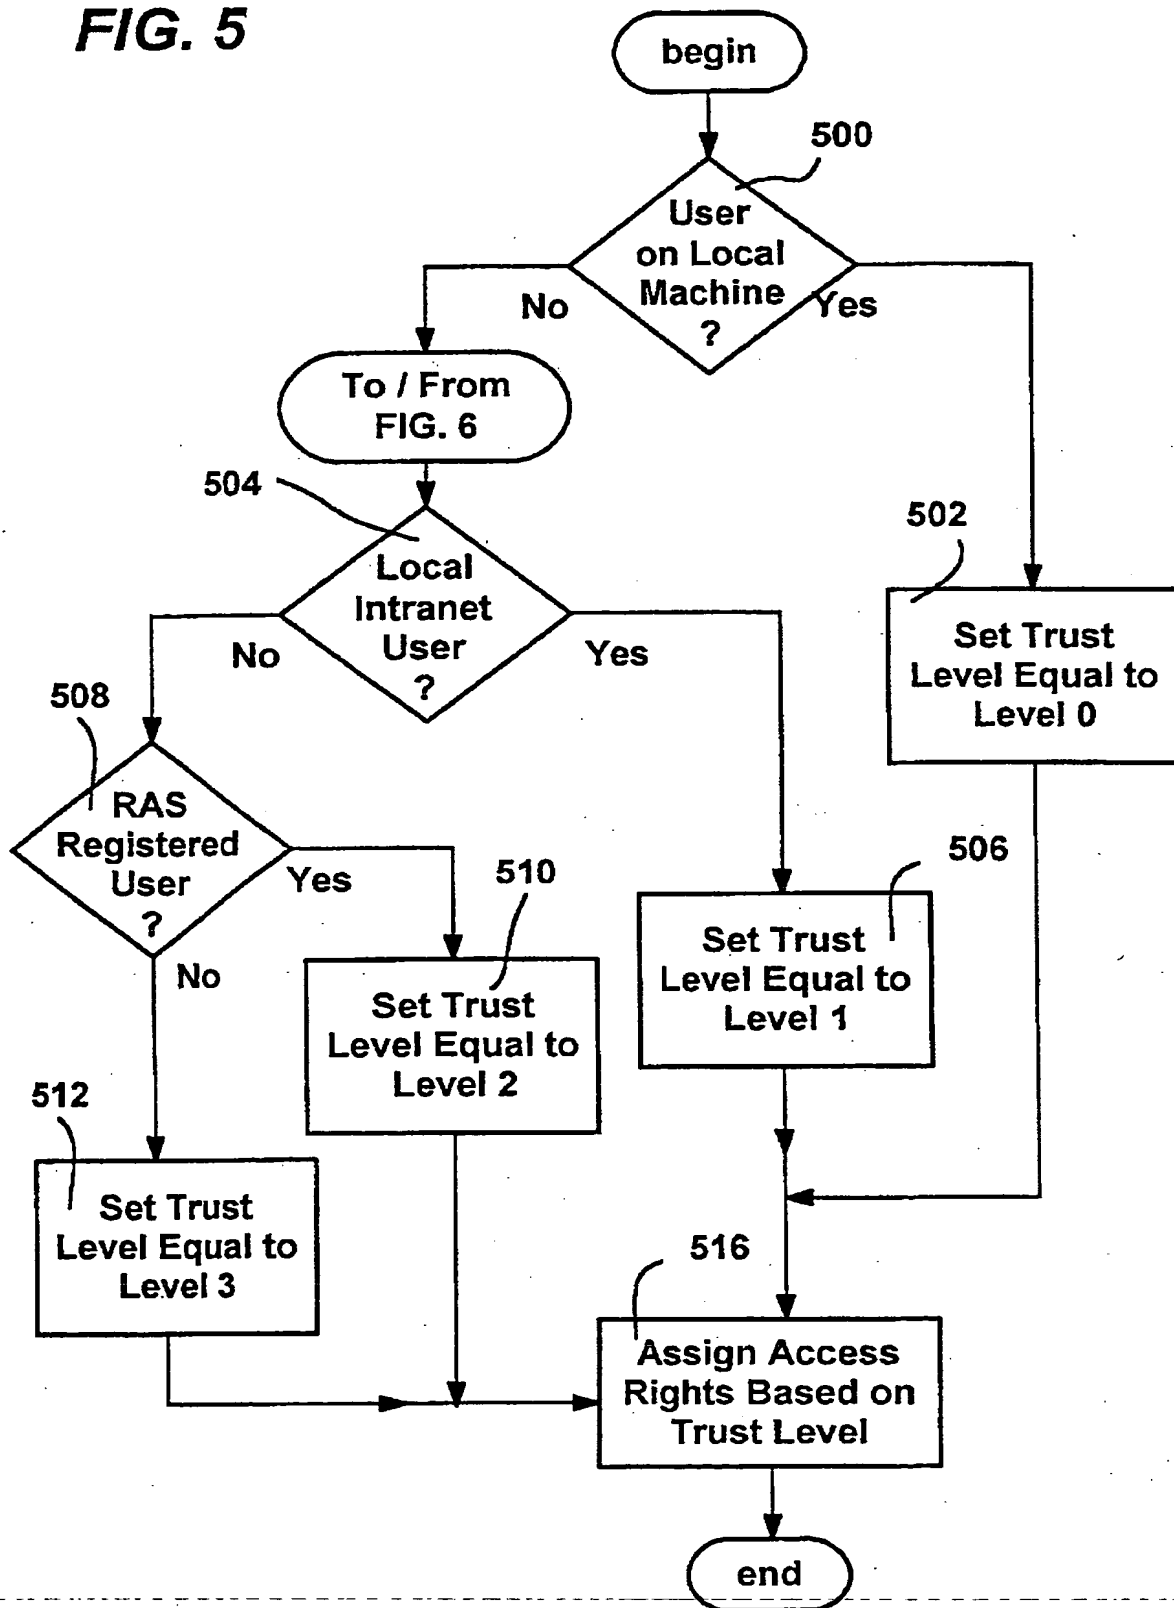 FIG. 5
begin
500
User
on Local
Machine
?
No
Yes
To / From
FIG. 6
504
Local
Intranet
User
?
No
Yes
502
Set Trust
Level Equal to
Level 0
508
RAS
Registered
User
?
Yes
No
510
Set Trust
Level Equal to
Level 2
506
Set Trust
Level Equal to
Level 1
512
Set Trust
Level Equal to
Level 3
516
Assign Access
Rights Based on
Trust Level
end